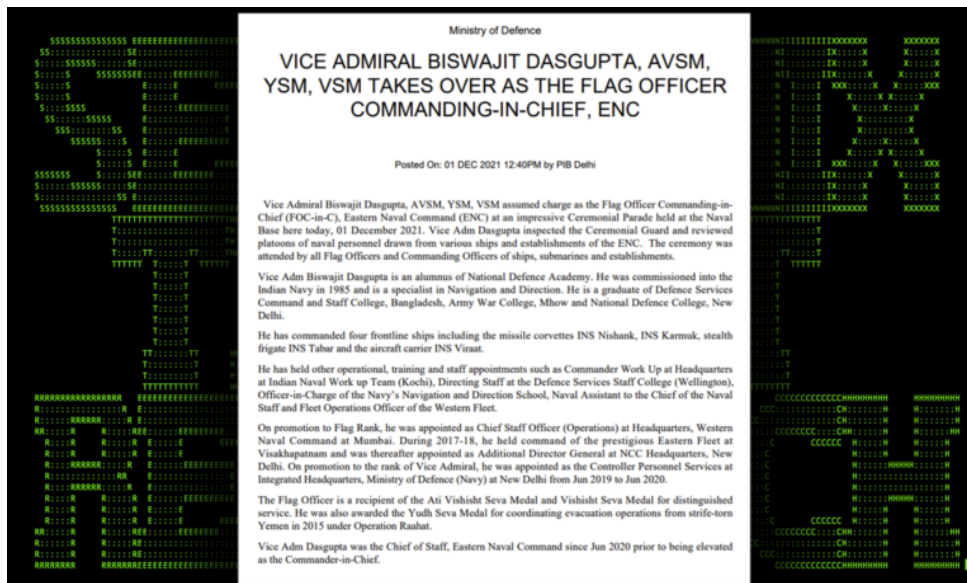 Ministry of Defence
VICE ADMIRAL BISWAJIT DASGUPTA, AVSM,
YSM, VSM TAKES OVER AS THE FLAG OFFICER
COMMANDING-IN-CHIEF, ENC
Posted On: 01 DEC 2021 12:40PM by PIB Delhi
Vice Admiral Biswajit Dasgupta, AVSM, YSM, VSM assumed charge as the Flag Officer Commanding-in-
Chief (FOC-in-C), Eastern Naval Command (ENC) at an impressive Ceremonial Parade held at the Naval
Base here today, 01 December 2021. Vice Adm Dasgupta inspected the Ceremonial Guard and reviewed
platoons of naval personnel drawn from various ships and establishments of the ENC. The ceremony was
attended by all Flag Officers and Commanding Officers of ships, submarines and establishments.
Vice Adm Biswajit Dasgupta is an alumnus of National Defence Academy. He was commissioned into the
Indian Navy in 1985 and is a specialist in Navigation and Direction. He is a graduate of Defence Services
Command and Staff College, Bangladesh, Army War College, Mhow and National Defence College, New
Delhi.
He has commanded four frontline ships including the missile corvettes INS Nishank, INS Karmuk, stealth
frigate INS Tabar and the aircraft carrier INS Viraat.
He has held other operational, training and staff appointments such as Commander Work Up at Headquarters
at Indian Naval Work up Team (Kochi), Directing Staff at the Defence Services Staff College (Wellington),
Officer-in-Charge of the Navy's Navigation and Direction School, Naval Assistant to the Chief of the Naval
Staff and Fleet Operations Officer of the Western Fleet.
On promotion to Flag Rank, he was appointed as Chief Staff Officer (Operations) at Headquarters, Western
Naval Command at Mumbai. During 2017-18, he held command of the prestigious Eastern Fleet at
Visakhapatnam and was thereafter appointed as Additional Director General at NCC Headquarters, New
Delhi. On promotion to the rank of Vice Admiral, he was appointed as the Controller Personnel Services at
Integrated Headquarters, Ministry of Defence (Navy) at New Delhi from Jun 2019 to Jun 2020.
The Flag Officer is a recipient of the Ati Vishisht Seva Medal and Vishisht Seva Medal for distinguished
service. He was also awarded the Yudh Seva Medal for coordinating evacuation operations from strife-torn
Yemen in 2015 under Operation Raahat.
Vice Adm Dasgupta was the Chief of Staff, Eastern Naval Command since Jun 2020 prior to being elevated
as the Commander-in-Chief.